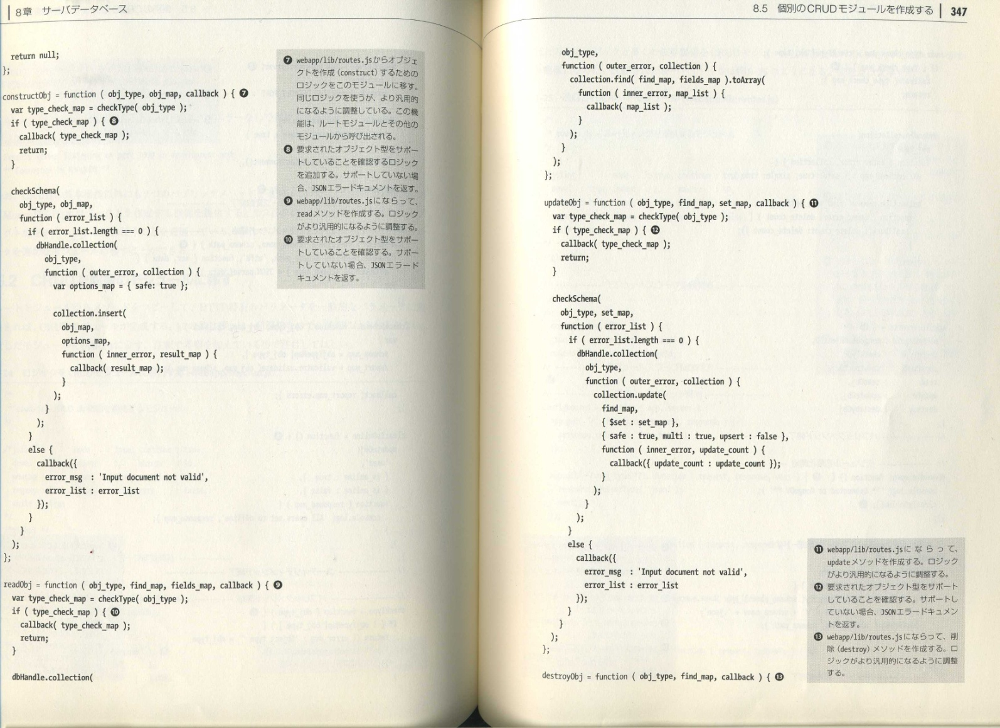 8章　サーバデータベース
return null;
};
constructObj = function ( obj_type, obj_map, callback ) { ❼
var type_check_map = checkType( obj_type );
if ( type_check_map ) { ❽
callback( type_check_map );
return;
}
checkSchema(
obj_type, obj_map,
function ( error_list ) {
if ( error_list.length === 0 ) {
dbHandle.collection(
obj_type,
function ( outer_error, collection ) {
var options_map = { safe: true };
collection.insert(
obj_map,
options_map,
function ( inner_error, result_map ) {
callback( result_map );
}
);
}
);
}
else {
callback({
error_msg  : 'Input document not valid',
error_list : error_list
});
}
}
);
};
readObj = function ( obj_type, find_map, fields_map, callback ) { ❾
var type_check_map = checkType( obj_type );
if ( type_check_map ) { ❿
callback( type_check_map );
return;
}
dbHandle.collection(
❼ webapp/lib/routes.jsからオブジェ
クトを作成（construct）するための
ロジックをこのモジュールに移す。
同じロジックを使うが、より汎用的
になるように調整している。この機
能は、ルートモジュールとその他の
モジュールから呼び出される。
❽ 要求されたオブジェクト型をサポー
トしていることを確認するロジック
を追加する。サポートしていない場
合、JSONエラードキュメントを返す。
❾ webapp/lib/routes.jsにならって、
readメソッドを作成する。ロジック
がより汎用的になるように調整する。
❿ 要求されたオブジェクト型をサポー
トしていることを確認する。サポー
トしていない場合、JSONエラード
キュメントを返す。
8.5　個別のCRUDモジュールを作成する　347
obj_type,
function ( outer_error, collection ) {
collection.find( find_map, fields_map ).toArray(
function ( inner_error, map_list ) {
callback( map_list );
}
);
}
);
};
updateObj = function ( obj_type, find_map, set_map, callback ) { ⓫
var type_check_map = checkType( obj_type );
if ( type_check_map ) { ⓬
callback( type_check_map );
return;
}
checkSchema(
obj_type, set_map,
function ( error_list ) {
if ( error_list.length === 0 ) {
dbHandle.collection(
obj_type,
function ( outer_error, collection ) {
collection.update(
find_map,
{ $set : set_map },
{ safe : true, multi : true, upsert : false },
function ( inner_error, update_count ) {
callback({ update_count : update_count });
}
);
}
);
}
else {
callback({
error_msg  : 'Input document not valid',
error_list : error_list
});
}
}
);
};
destroyObj = function ( obj_type, find_map, callback ) { ⓭
⓫ webapp/lib/routes.jsにならって、
updateメソッドを作成する。ロジック
がより汎用的になるように調整する。
⓬ 要求されたオブジェクト型をサポート
していることを確認する。サポートし
ていない場合、JSONエラードキュメン
トを返す。
⓭ webapp/lib/routes.jsにならって、削
除（destroy）メソッドを作成する。ロ
ジックがより汎用的になるように調整
する。